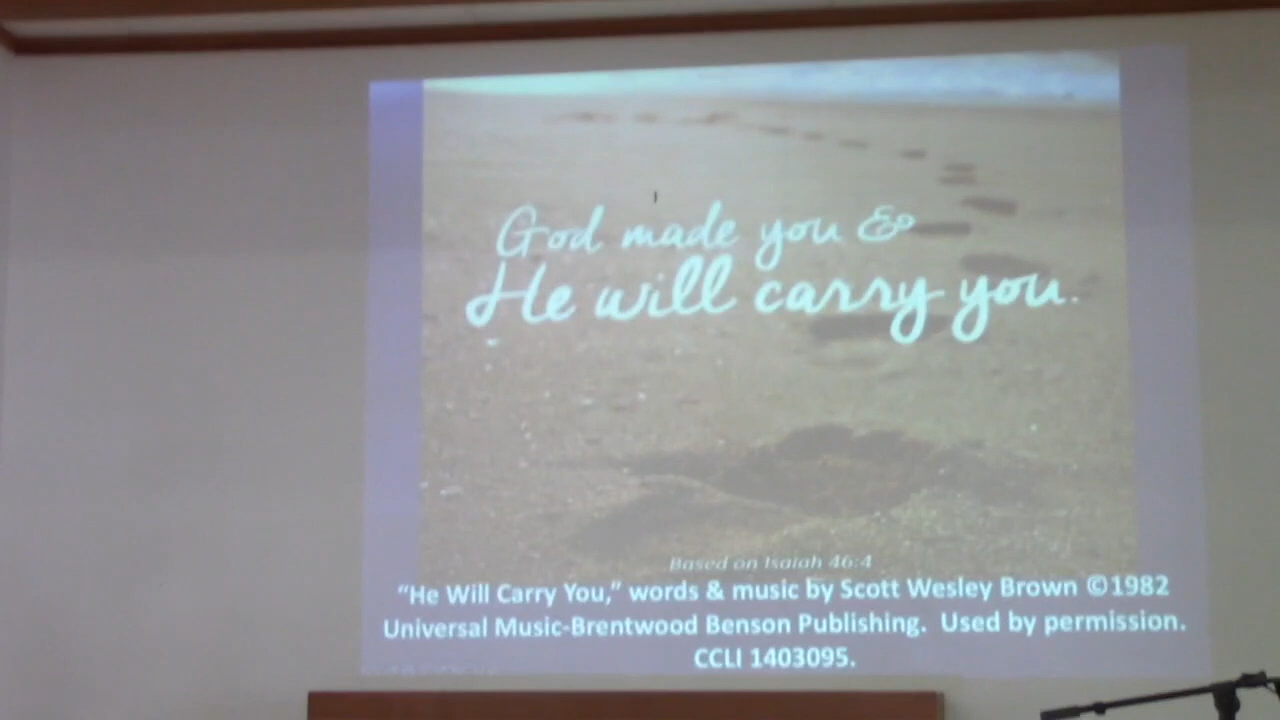 God made you &
He will carry you.
Based on Isaiah 46:4
“He Will Carry You,” words & music by Scott Wesley Brown ©1982
Universal Music-Brentwood Benson Publishing. Used by permission.
CCLI 1403095.